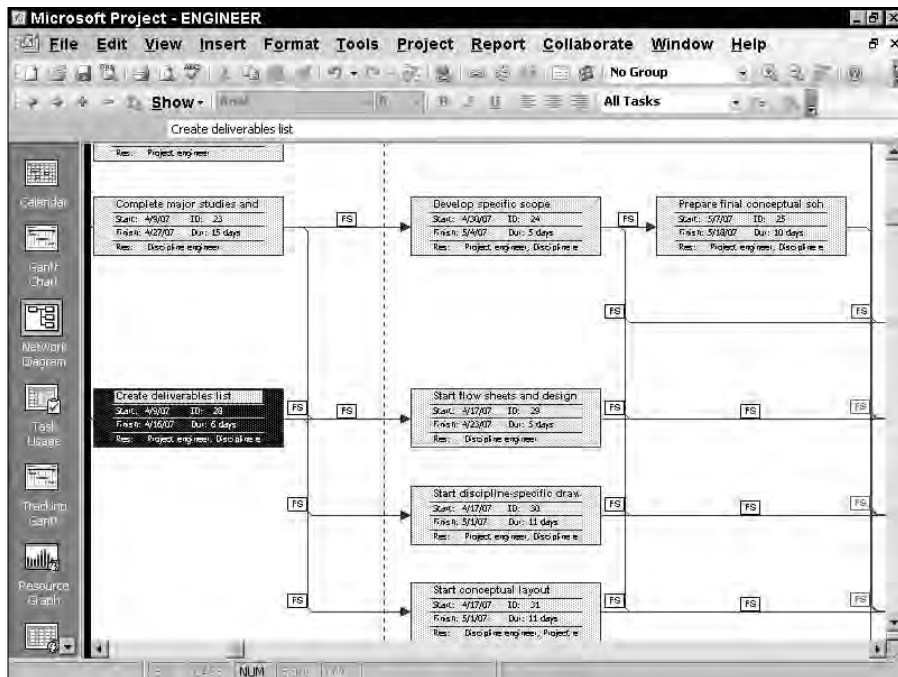 Microsoft Project - ENGINEER
File Edit View Insert Format Tools Project Report Collaborate Window Help
No Group
Show Arial 8 B I U All Tasks
Create deliverables list
Res: Project engineer
Calendar
Gantt
Chart
Network
Diagram
Task
Usage
Tracking
Gantt
Resource
Graph
Complete major studies and
Start: 4/9/07 ID: 23
Finish: 4/27/07 Dur: 15 days
Res: Discipline engineer
FS
Develop specific scope
Start: 4/30/07 ID: 24
Finish: 5/4/07 Dur: 5 days
Res: Project engineer, Discipline e
FS
Prepare final conceptual sch
Start: 5/7/07 ID: 25
Finish: 5/18/07 Dur: 10 days
Res: Project engineer, Discipline e
FS
FS
Create deliverables list
Start: 4/9/07 ID: 28
Finish: 4/16/07 Dur: 6 days
Res: Project engineer, Discipline e
FS
FS
Start flow sheets and design
Start: 4/17/07 ID: 29
Finish: 4/23/07 Dur: 5 days
Res: Discipline engineer
FS
FS
FS
FS
Start discipline-specific draw
Start: 4/17/07 ID: 30
Finish: 5/1/07 Dur: 11 days
Res: Project engineer, Discipline e
FS
FS
FS
FS
Start conceptual layout
Start: 4/17/07 ID: 31
Finish: 5/1/07 Dur: 11 days
Res: Discipline engineer, Project e
FS
FS
FS
NUM